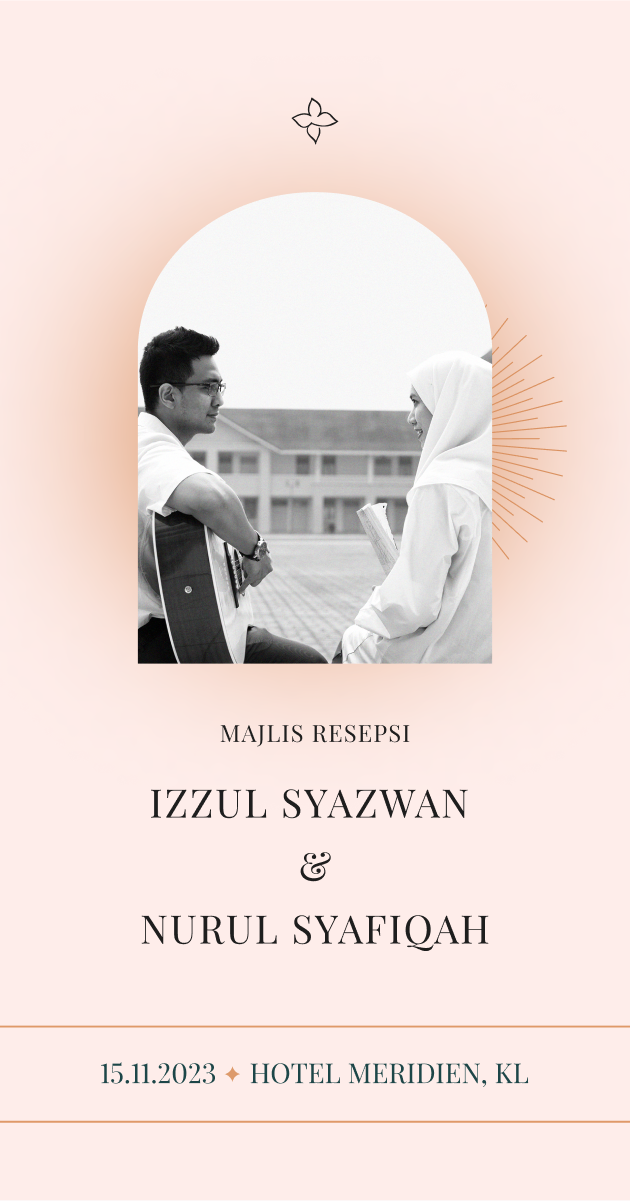 MAJLIS RESEPSI
IZZUL SYAZWAN
&
NURUL SYAFIQAH
15.11.2023 ✦ HOTEL MERIDIEN, KL